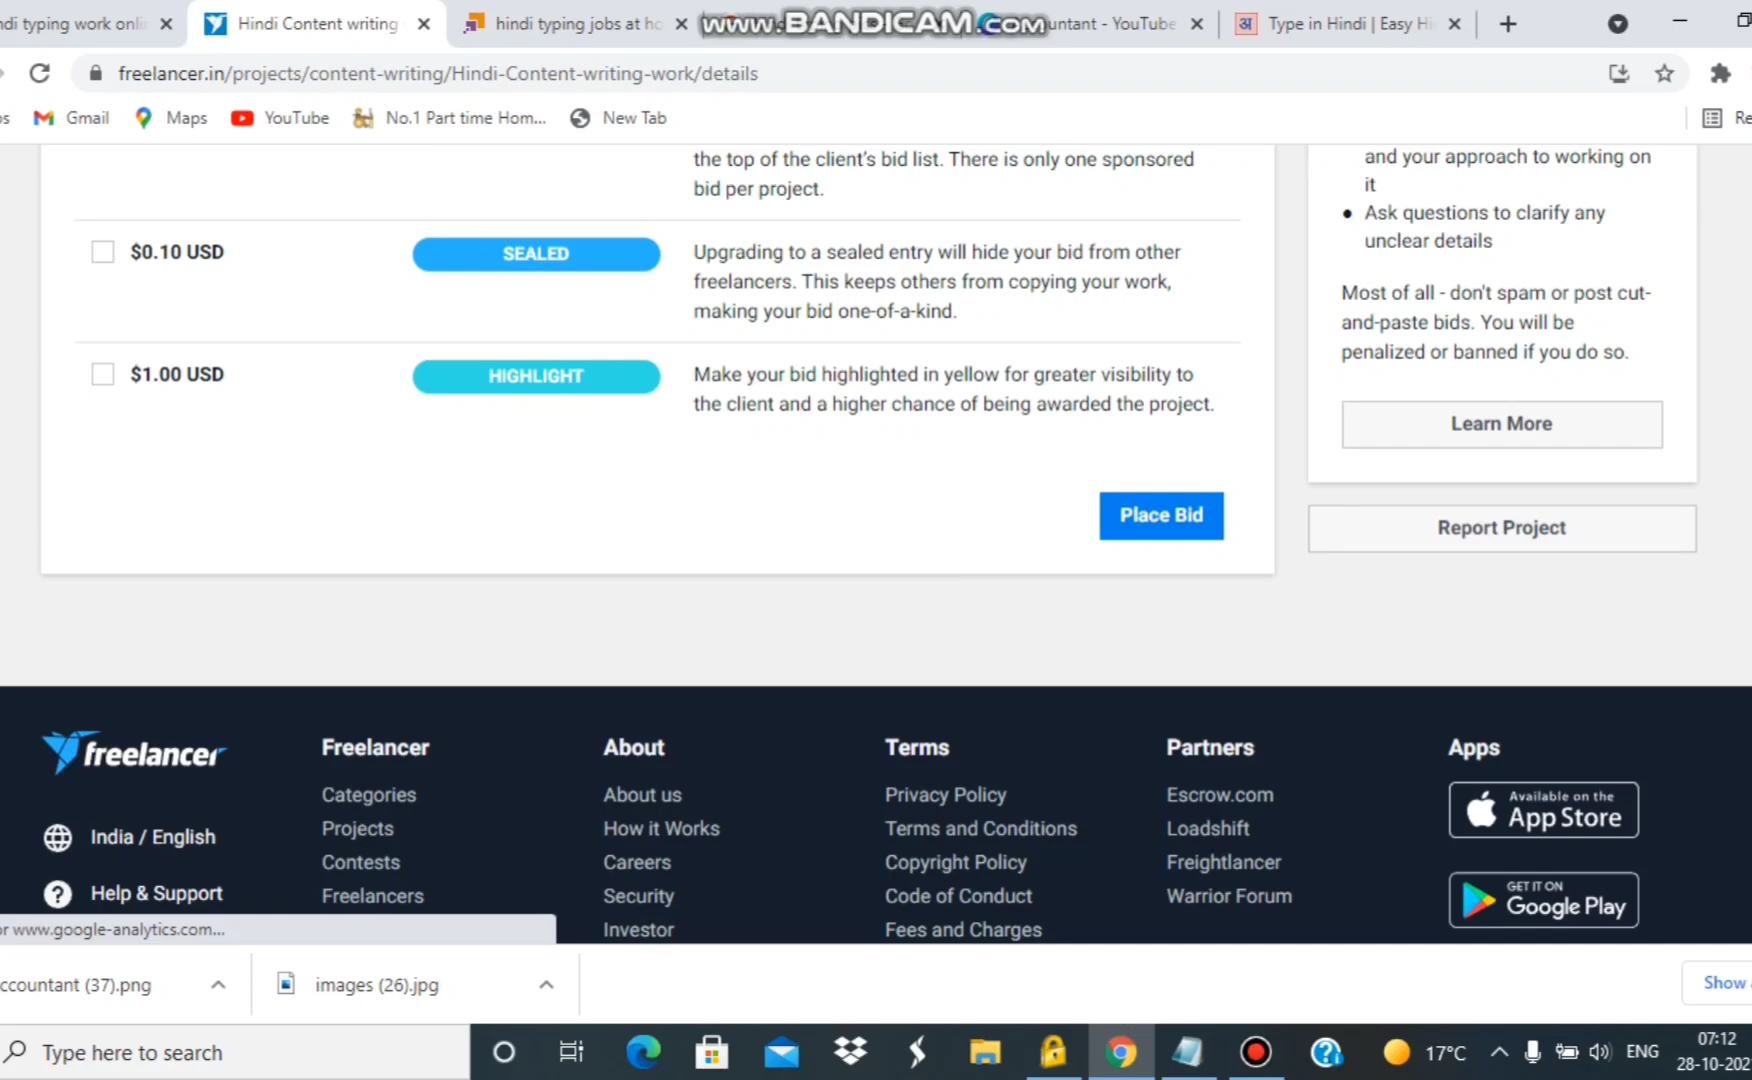 ndi typing work onli
Hindi Content writing
hindi typing jobs at ho
www.BANDICAM.com
untant - YouTube
Type in Hindi | Easy Hi
freelancer.in/projects/content-writing/Hindi-Content-writing-work/details
Gmail
Maps
YouTube
No.1 Part time Hom...
New Tab
Re
the top of the client's bid list. There is only one sponsored
bid per project.
$0.10 USD
SEALED
Upgrading to a sealed entry will hide your bid from other
freelancers. This keeps others from copying your work,
making your bid one-of-a-kind.
$1.00 USD
HIGHLIGHT
Make your bid highlighted in yellow for greater visibility to
the client and a higher chance of being awarded the project.
Place Bid
and your approach to working on
it
● Ask questions to clarify any
unclear details
Most of all - don't spam or post cut-
and-paste bids. You will be
penalized or banned if you do so.
Learn More
Report Project
freelancer
India / English
Help & Support
Freelancer
Categories
Projects
Contests
Freelancers
About
About us
How it Works
Careers
Security
Investor
Terms
Privacy Policy
Terms and Conditions
Copyright Policy
Code of Conduct
Fees and Charges
Partners
Escrow.com
Loadshift
Freightlancer
Warrior Forum
Apps
Available on the
App Store
GET IT ON
Google Play
or www.google-analytics.com...
ccountant (37).png
images (26).jpg
Show
Type here to search
17°C
ENG
07:12
28-10-202